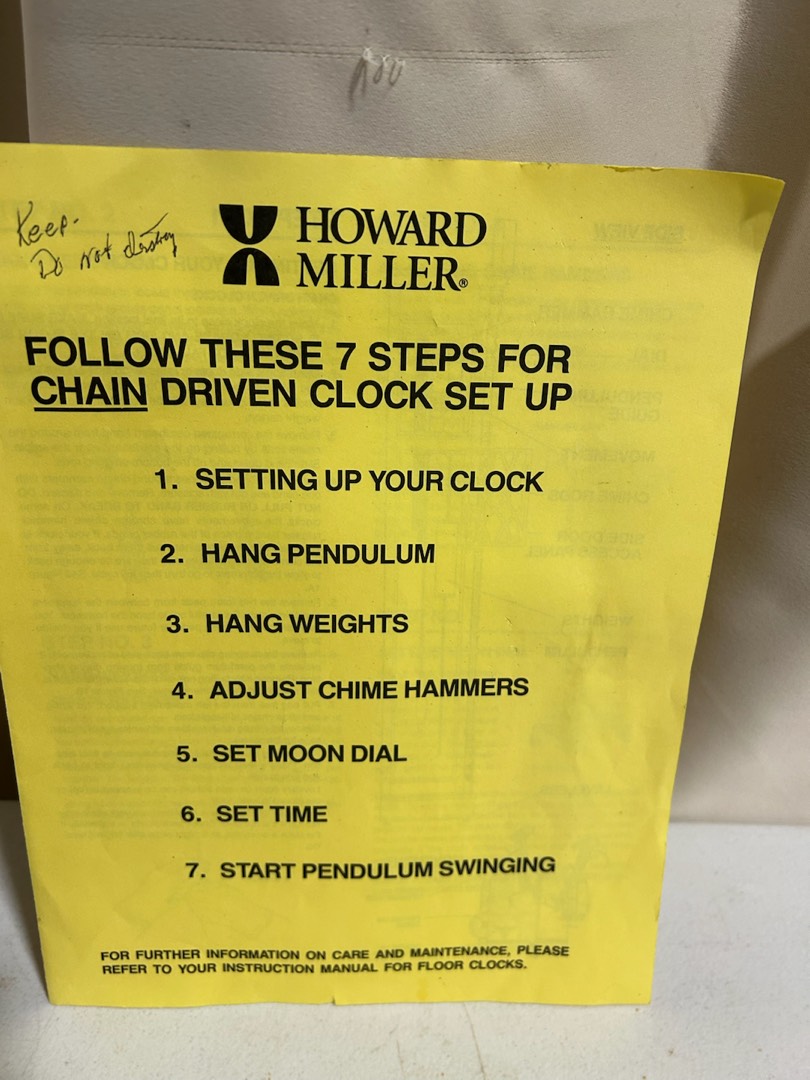 Keep-
Do not destroy
HOWARD
MILLER®
FOLLOW THESE 7 STEPS FOR
CHAIN DRIVEN CLOCK SET UP
1. SETTING UP YOUR CLOCK
2. HANG PENDULUM
3. HANG WEIGHTS
4. ADJUST CHIME HAMMERS
5. SET MOON DIAL
6. SET TIME
7. START PENDULUM SWINGING
FOR FURTHER INFORMATION ON CARE AND MAINTENANCE, PLEASE
REFER TO YOUR INSTRUCTION MANUAL FOR FLOOR CLOCKS.